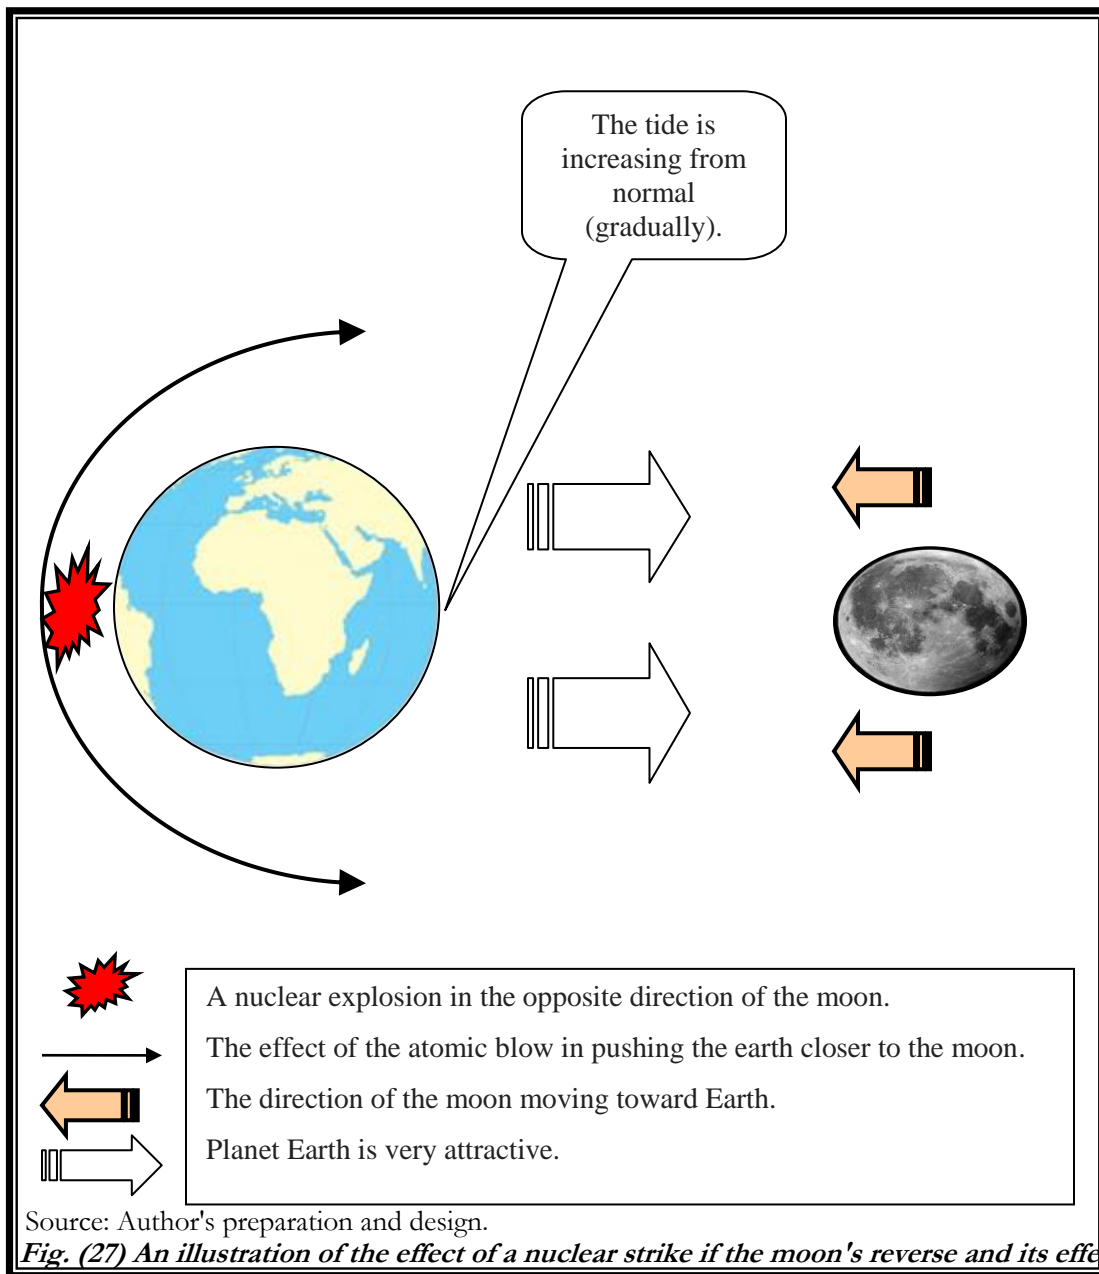 The tide is
increasing from
normal
(gradually).
A nuclear explosion in the opposite direction of the moon.
The effect of the atomic blow in pushing the earth closer to the moon.
The direction of the moon moving toward Earth.
Planet Earth is very attractive.
Source: Author's preparation and design.
Fig. (27) An illustration of the effect of a nuclear strike if the moon's reverse and its